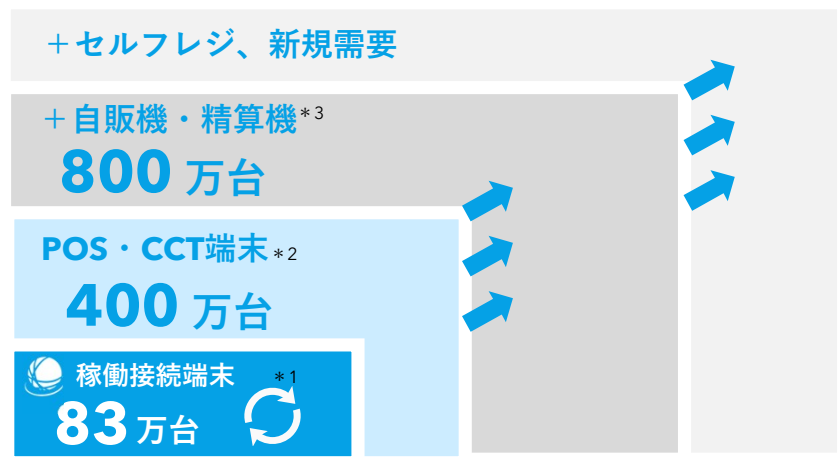 ＋セルフレジ、新規需要
＋自販機・精算機＊3
800 万台
POS・CCT端末＊2
400 万台
稼働接続端末 ＊1
83万台